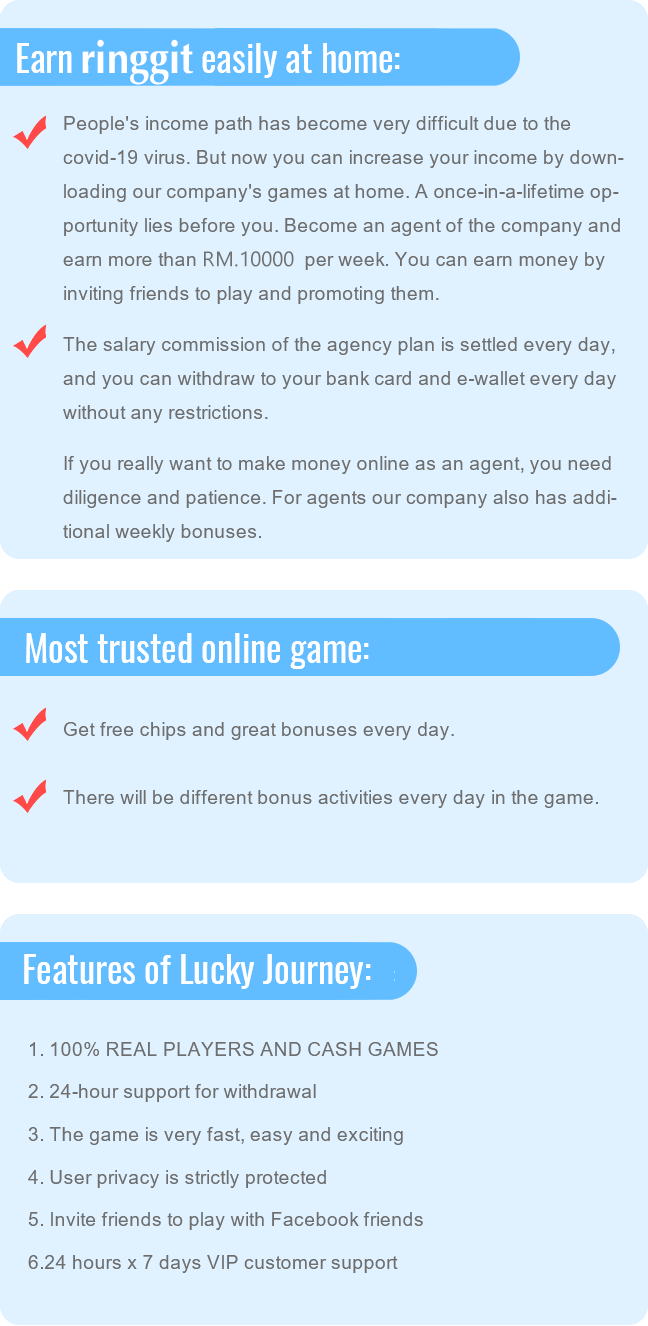 Earn ringgit easily at home:
People's income path has become very difficult due to the
covid-19 virus. But now you can increase your income by down-
loading our company's games at home. A once-in-a-lifetime op-
portunity lies before you. Become an agent of the company and
earn more than RM.10000 per week. You can earn money by
inviting friends to play and promoting them.
The salary commission of the agency plan is settled every day,
and you can withdraw to your bank card and e-wallet every day
without any restrictions.
If you really want to make money online as an agent, you need
diligence and patience. For agents our company also has addi-
tional weekly bonuses.
Most trusted online game:
Get free chips and great bonuses every day.
There will be different bonus activities every day in the game.
Features of Lucky Journey:
1. 100% REAL PLAYERS AND CASH GAMES
2. 24-hour support for withdrawal
3. The game is very fast, easy and exciting
4. User privacy is strictly protected
5. Invite friends to play with Facebook friends
6.24 hours x 7 days VIP customer support